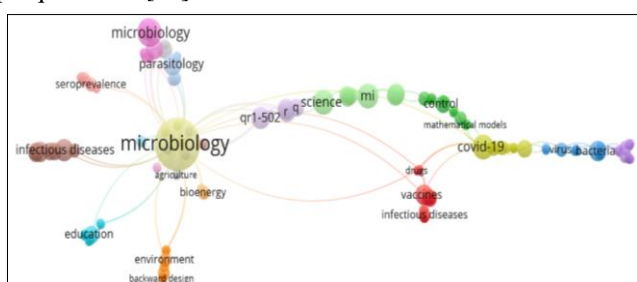 microbiology
parasitology
seroprevalence
science
mi
q
r
qr1-502
control
mathematical models
microbiology
infectious diseases
covid-19
virus
bacteria
agriculture
drugs
bioenergy
vaccines
infectious diseases
education
environment
backward design